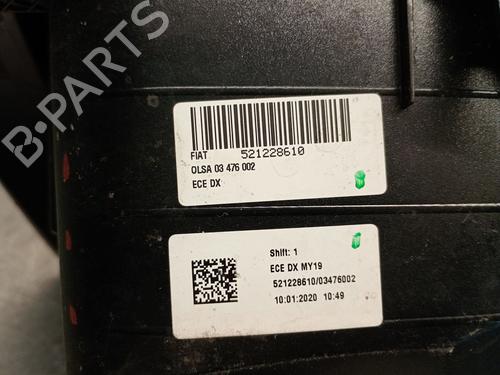 B-PARTS
FIAT 521228610
OLSA 03 476 002
ECE DX
Shift: 1
ECE DX MY19
521228610/03476002
10:01:2020 10:49